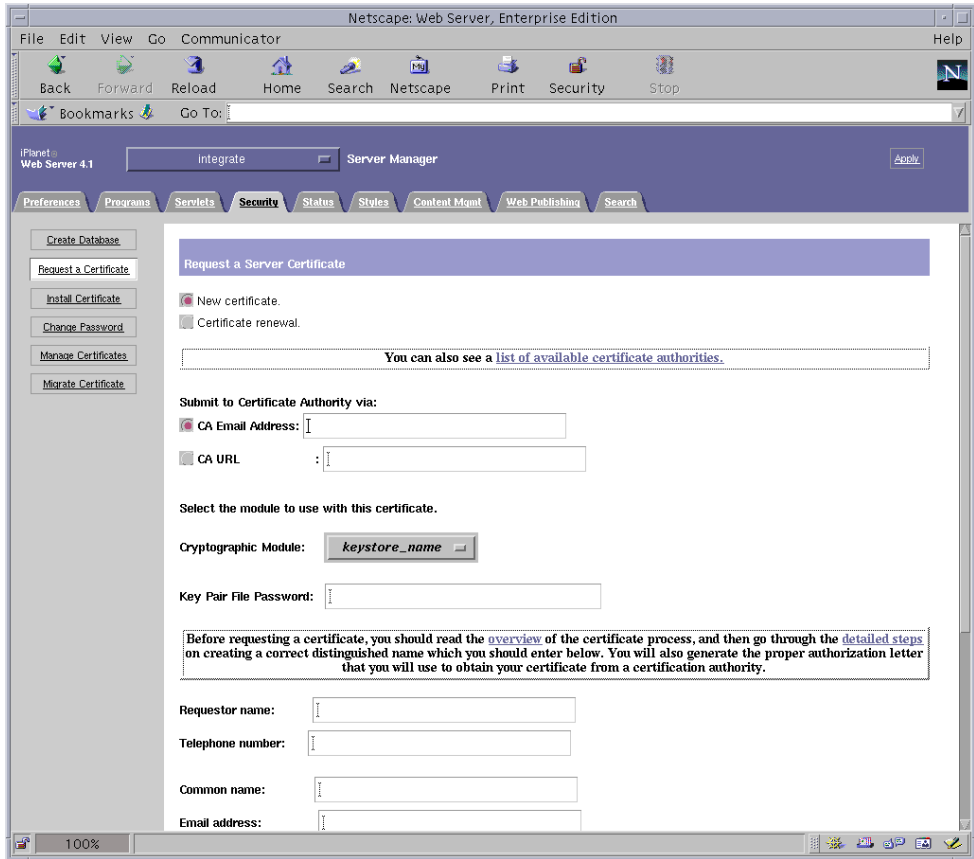 Netscape: Web Server, Enterprise Edition
File Edit View Go Communicator Help
Back Forward Reload Home Search Netscape Print Security Stop
My
N
Bookmarks Go To:
iPlanet
Web Server 4.1
integrate
Server Manager
Apply
Preferences Programs Servlets Security Status Styles Content Mgmt Web Publishing Search
Create Database
Request a Certificate
Install Certificate
Change Password
Manage Certificates
Migrate Certificate
Request a Server Certificate
New certificate.
Certificate renewal.
You can also see a list of available certificate authorities.
Submit to Certificate Authority via:
CA Email Address:
CA URL :
Select the module to use with this certificate.
Cryptographic Module: keystore_name
Key Pair File Password:
Before requesting a certificate, you should read the overview of the certificate process, and then go through the detailed steps
on creating a correct distinguished name which you should enter below. You will also generate the proper authorization letter
that you will use to obtain your certificate from a certification authority.
Requestor name:
Telephone number:
Common name:
Email address:
100%